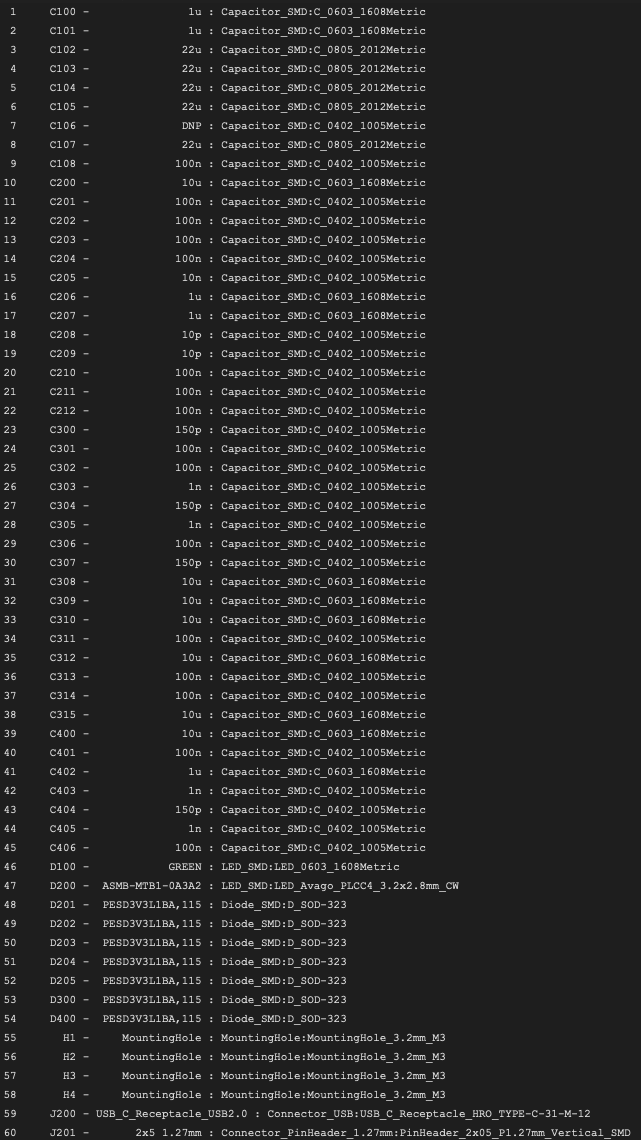 1 C100 - 1u : Capacitor_SMD:C_0603_1608Metric
2 C101 - 1u : Capacitor_SMD:C_0603_1608Metric
3 C102 - 22u : Capacitor_SMD:C_0805_2012Metric
4 C103 - 22u : Capacitor_SMD:C_0805_2012Metric
5 C104 - 22u : Capacitor_SMD:C_0805_2012Metric
6 C105 - 22u : Capacitor_SMD:C_0805_2012Metric
7 C106 - DNP : Capacitor_SMD:C_0402_1005Metric
8 C107 - 22u : Capacitor_SMD:C_0805_2012Metric
9 C108 - 100n : Capacitor_SMD:C_0402_1005Metric
10 C200 - 10u : Capacitor_SMD:C_0603_1608Metric
11 C201 - 100n : Capacitor_SMD:C_0402_1005Metric
12 C202 - 100n : Capacitor_SMD:C_0402_1005Metric
13 C203 - 100n : Capacitor_SMD:C_0402_1005Metric
14 C204 - 100n : Capacitor_SMD:C_0402_1005Metric
15 C205 - 10n : Capacitor_SMD:C_0402_1005Metric
16 C206 - 1u : Capacitor_SMD:C_0603_1608Metric
17 C207 - 1u : Capacitor_SMD:C_0603_1608Metric
18 C208 - 10p : Capacitor_SMD:C_0402_1005Metric
19 C209 - 10p : Capacitor_SMD:C_0402_1005Metric
20 C210 - 100n : Capacitor_SMD:C_0402_1005Metric
21 C211 - 100n : Capacitor_SMD:C_0402_1005Metric
22 C212 - 100n : Capacitor_SMD:C_0402_1005Metric
23 C300 - 150p : Capacitor_SMD:C_0402_1005Metric
24 C301 - 100n : Capacitor_SMD:C_0402_1005Metric
25 C302 - 100n : Capacitor_SMD:C_0402_1005Metric
26 C303 - 1n : Capacitor_SMD:C_0402_1005Metric
27 C304 - 150p : Capacitor_SMD:C_0402_1005Metric
28 C305 - 1n : Capacitor_SMD:C_0402_1005Metric
29 C306 - 100n : Capacitor_SMD:C_0402_1005Metric
30 C307 - 150p : Capacitor_SMD:C_0402_1005Metric
31 C308 - 10u : Capacitor_SMD:C_0603_1608Metric
32 C309 - 10u : Capacitor_SMD:C_0603_1608Metric
33 C310 - 10u : Capacitor_SMD:C_0603_1608Metric
34 C311 - 100n : Capacitor_SMD:C_0402_1005Metric
35 C312 - 10u : Capacitor_SMD:C_0603_1608Metric
36 C313 - 100n : Capacitor_SMD:C_0402_1005Metric
37 C314 - 100n : Capacitor_SMD:C_0402_1005Metric
38 C315 - 10u : Capacitor_SMD:C_0603_1608Metric
39 C400 - 10u : Capacitor_SMD:C_0603_1608Metric
40 C401 - 100n : Capacitor_SMD:C_0402_1005Metric
41 C402 - 1u : Capacitor_SMD:C_0603_1608Metric
42 C403 - 1n : Capacitor_SMD:C_0402_1005Metric
43 C404 - 150p : Capacitor_SMD:C_0402_1005Metric
44 C405 - 1n : Capacitor_SMD:C_0402_1005Metric
45 C406 - 100n : Capacitor_SMD:C_0402_1005Metric
46 D100 - GREEN : LED_SMD:LED_0603_1608Metric
47 D200 - ASMB-MTB1-0A3A2 : LED_SMD:LED_Avago_PLCC4_3.2x2.8mm_CW
48 D201 - PESD3V3L1BA,115 : Diode_SMD:D_SOD-323
49 D202 - PESD3V3L1BA,115 : Diode_SMD:D_SOD-323
50 D203 - PESD3V3L1BA,115 : Diode_SMD:D_SOD-323
51 D204 - PESD3V3L1BA,115 : Diode_SMD:D_SOD-323
52 D205 - PESD3V3L1BA,115 : Diode_SMD:D_SOD-323
53 D300 - PESD3V3L1BA,115 : Diode_SMD:D_SOD-323
54 D400 - PESD3V3L1BA,115 : Diode_SMD:D_SOD-323
55 H1 - MountingHole : MountingHole:MountingHole_3.2mm_M3
56 H2 - MountingHole : MountingHole:MountingHole_3.2mm_M3
57 H3 - MountingHole : MountingHole:MountingHole_3.2mm_M3
58 H4 - MountingHole : MountingHole:MountingHole_3.2mm_M3
59 J200 - USB_C_Receptacle_USB2.0 : Connector_USB:USB_C_Receptacle_HRO_TYPE-C-31-M-12
60 J201 - 2x5 1.27mm : Connector_PinHeader_1.27mm:PinHeader_2x05_P1.27mm_Vertical_SMD